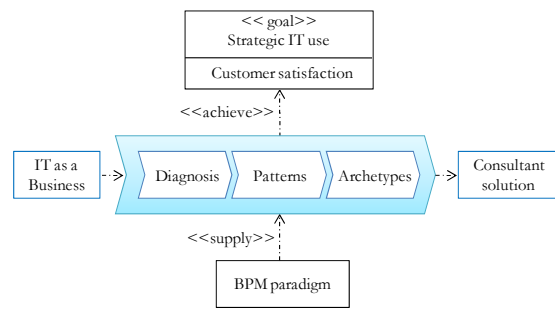 << goal>>
Strategic IT use
Customer satisfaction
<<achieve>>
IT as a
Business
Diagnosis
Patterns
Archetypes
Consultant
solution
<<supply>>
BPM paradigm